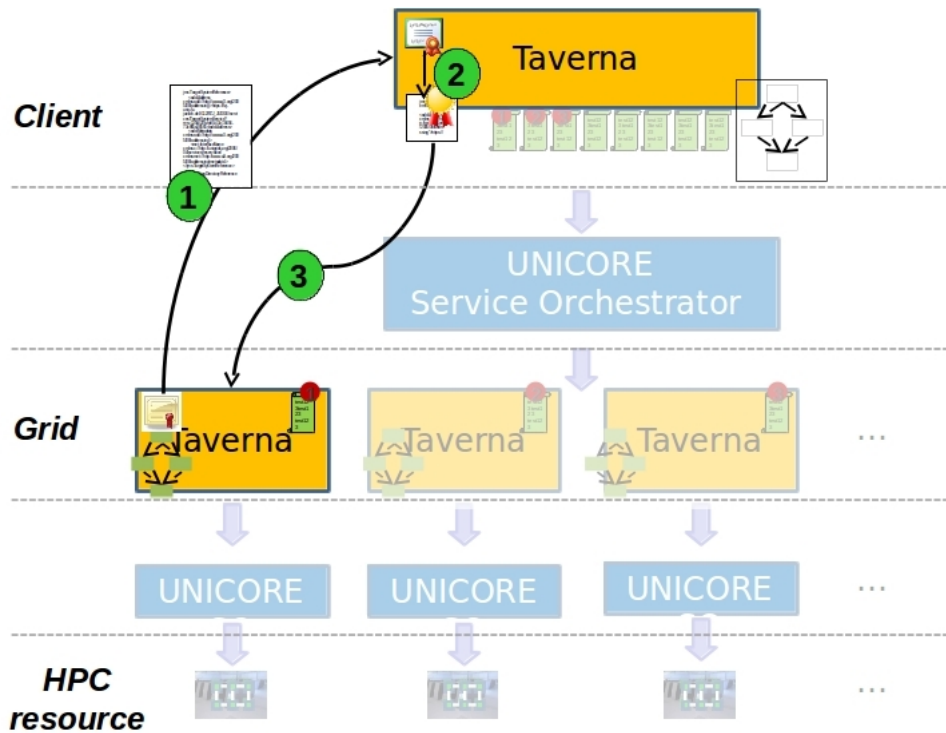 Taverna
2
Client
1
UNICORE
Service Orchestrator
3
Grid
Taverna
Taverna
Taverna
...
UNICORE
UNICORE
UNICORE
...
HPC
resource
...